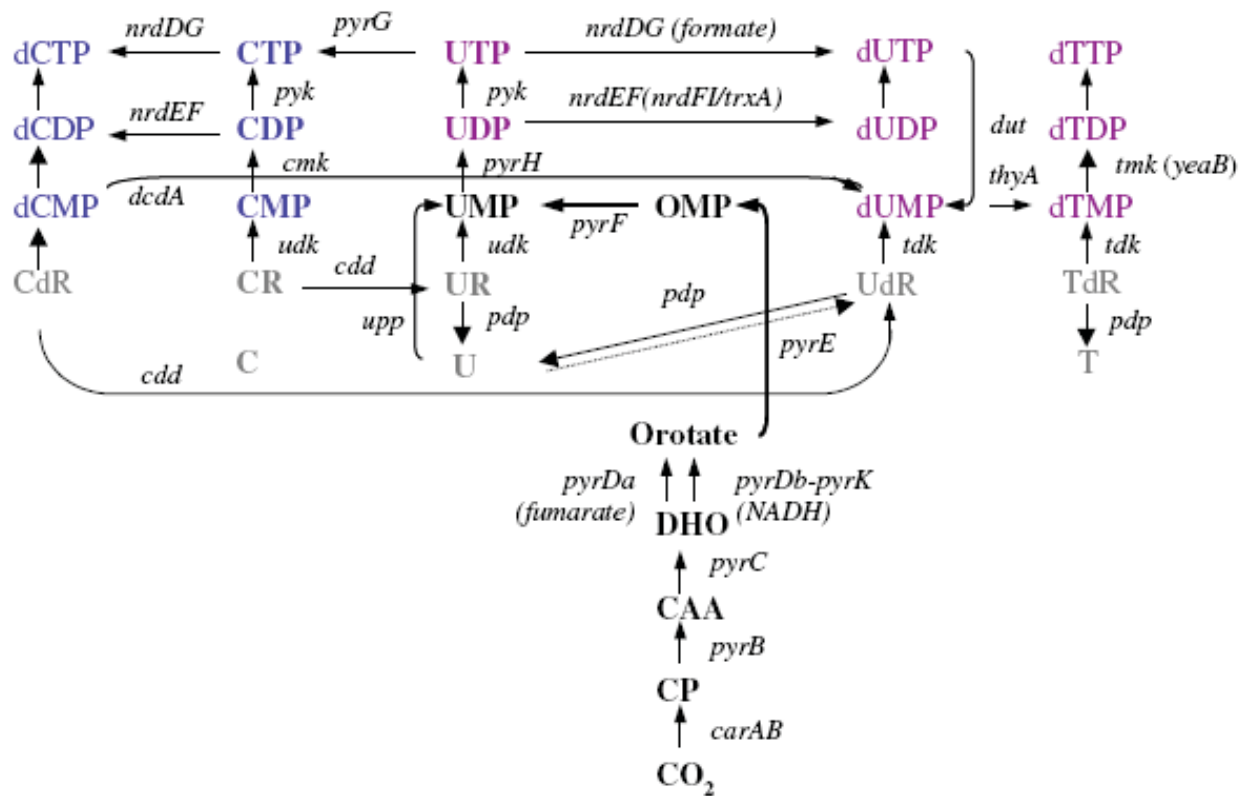 nrdDG pyrG nrdDG (formate)
dCTP CTP UTP dUTP dTTP
pyk pyk
nrdEF nrdEF(nrdFI/trxA)
dCDP CDP UDP dUDP dut dTDP
cmk pyrH thyA tmk (yeaB)
dcdA
dCMP CMP UMP OMP dUMP dTMP
udk udk pyrF tdk tdk
cdd
CdR CR UR pdp UdR TdR
upp pdp pyrE pdp
C U T
cdd
Orotate
pyrDa pyrDb-pyrK
(fumarate) (NADH)
DHO
pyrC
CAA
pyrB
CP
carAB
CO₂